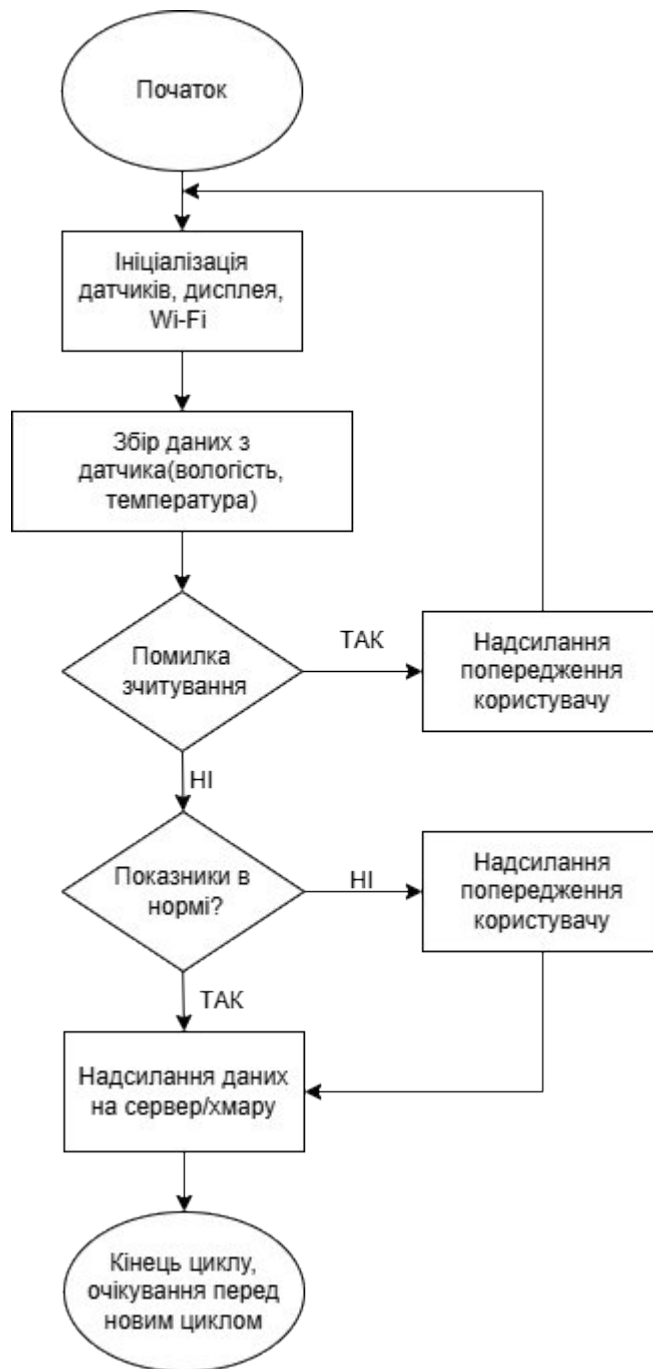 Початок
Ініціалізація
датчиків, дисплея,
Wi-Fi
Збір даних з
датчика(вологість,
температура)
Помилка
зчитування
ТАК
Надсилання
попередження
користувачу
НІ
Показники в
нормі?
НІ
Надсилання
попередження
користувачу
ТАК
Надсилання даних
на сервер/хмару
Кінець циклу,
очікування перед
новим циклом